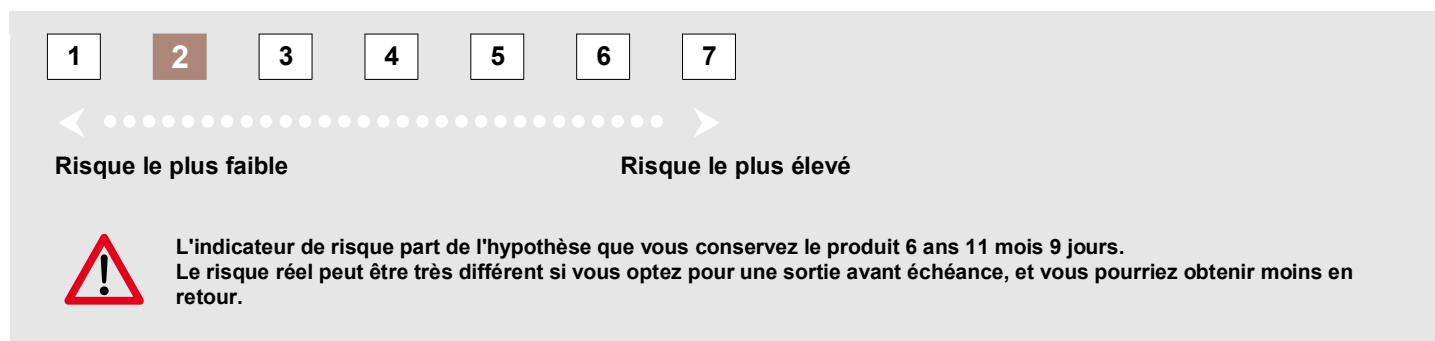 1 2 3 4 5 6 7
Risque le plus faible Risque le plus élevé
L'indicateur de risque part de l'hypothèse que vous conservez le produit 6 ans 11 mois 9 jours.
Le risque réel peut être très différent si vous optez pour une sortie avant échéance, et vous pourriez obtenir moins en
retour.